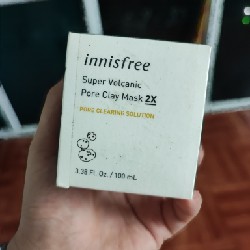 innisfree
Super Volcanic
Pore Clay Mask 2X
PORE CLEARING SOLUTION
3.38 Fl. Oz. / 100 mL